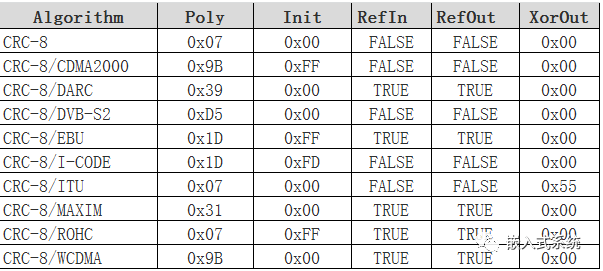 Algorithm Poly Init RefIn RefOut XorOut
CRC-8 0x07 0x00 FALSE FALSE 0x00
CRC-8/CDMA2000 0x9B 0xFF FALSE FALSE 0x00
CRC-8/DARC 0x39 0x00 TRUE TRUE 0x00
CRC-8/DVB-S2 0xD5 0x00 FALSE FALSE 0x00
CRC-8/EBU 0x1D 0xFF TRUE TRUE 0x00
CRC-8/I-CODE 0x1D 0xFD FALSE FALSE 0x00
CRC-8/ITU 0x07 0x00 FALSE FALSE 0x55
CRC-8/MAXIM 0x31 0x00 TRUE TRUE 0x00
CRC-8/ROHC 0x07 0xFF TRUE TRUE 0x00
CRC-8/WCDMA 0x9B 0x00 TRUE TRUE 0x00
嵌入式系统